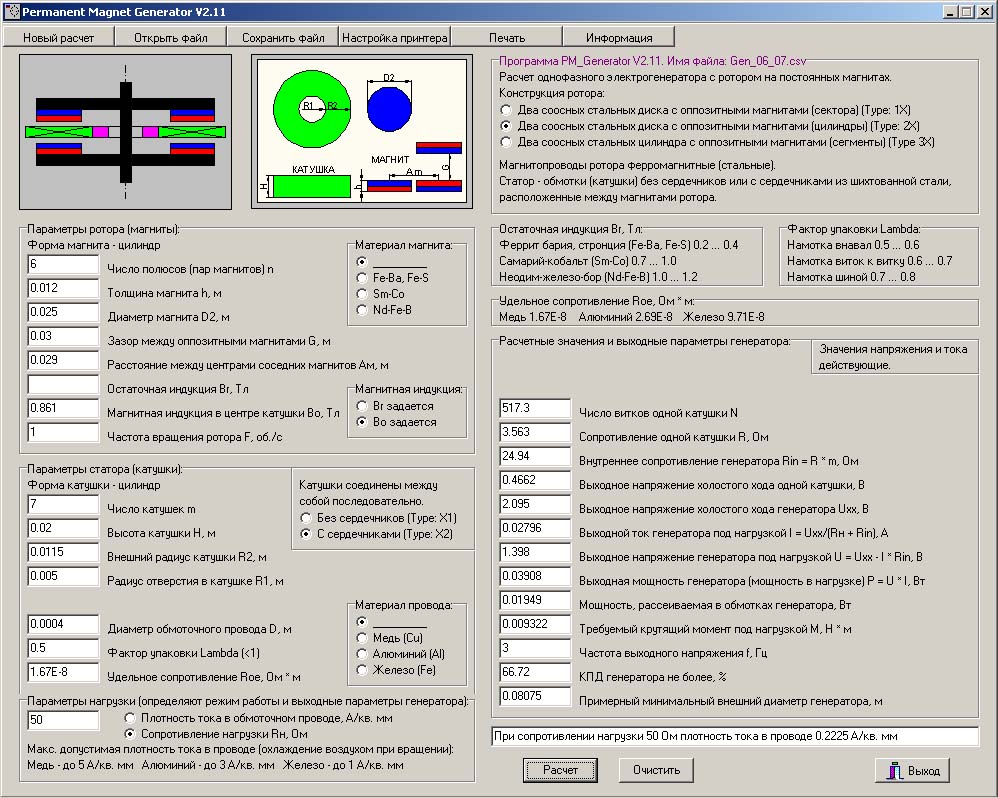 Permanent Magnet Generator V2.11
Новый расчет
Открыть файл
Сохранить файл
Настройка принтера
Печать
Информация
R1
R2
D2
КАТУШКА
H
МАГНИТ
Am
G
h
Программа PM_Generator V2.11. Имя файла: Gen_06_07.csv
Расчет однофазного электрогенератора с ротором на постоянных магнитах.
Конструкция ротора:
Два соосных стальных диска с оппозитными магнитами (сектора) (Type: 1X)
Два соосных стальных диска с оппозитными магнитами (цилиндры) (Type: 2X)
Два соосных стальных цилиндра с оппозитными магнитами (сегменты) (Type 3X)
Магнитопроводы ротора ферромагнитные (стальные).
Статор - обмотки (катушки) без сердечников или с сердечниками из шихтованной стали,
расположенные между магнитами ротора.
Параметры ротора (магниты):
Форма магнита - цилиндр
6
Число полюсов (пар магнитов) n
0.012
Толщина магнита h, м
0.025
Диаметр магнита D2, м
0.03
Зазор между оппозитными магнитами G, м
0.029
Расстояние между центрами соседних магнитов Aм, м
Остаточная индукция Br, Тл
0.861
Магнитная индукция в центре катушки Bo, Тл
1
Частота вращения ротора F, об./с
Материал магнита:
Fe-Ba, Fe-S
Sm-Co
Nd-Fe-B
Магнитная индукция:
Br задается
Bo задается
Остаточная индукция Br, Тл:
Феррит бария, стронция (Fe-Ba, Fe-S) 0.2 ... 0.4
Самарий-кобальт (Sm-Co) 0.7 ... 1.0
Неодим-железо-бор (Nd-Fe-B) 1.0 ... 1.2
Фактор упаковки Lambda:
Намотка внавал 0.5 ... 0.6
Намотка виток к витку 0.6 ... 0.7
Намотка шиной 0.7 ... 0.8
Удельное сопротивление Roe, Ом * м:
Медь 1.67E-8 Алюминий 2.69E-8 Железо 9.71E-8
Параметры статора (катушки):
Форма катушки - цилиндр
7
Число катушек m
0.02
Высота катушки H, м
0.0115
Внешний радиус катушки R2, м
0.005
Радиус отверстия в катушке R1, м
0.0004
Диаметр обмоточного провода D, м
0.5
Фактор упаковки Lambda (<1)
1.67E-8
Удельное сопротивление Roe, Ом * м
Катушки соединены между
собой последовательно.
Без сердечников (Type: X1)
С сердечниками (Type: X2)
Материал провода:
Медь (Cu)
Алюминий (Al)
Железо (Fe)
Параметры нагрузки (определяют режим работы и выходные параметры генератора):
50
Плотность тока в обмоточном проводе, А/кв. мм
Сопротивление нагрузки Rн, Ом
Макс. допустимая плотность тока в проводе (охлаждение воздухом при вращении):
Медь - до 5 А/кв. мм Алюминий - до 3 А/кв. мм Железо - до 1 А/кв. мм
Расчетные значения и выходные параметры генератора:
Значения напряжения и тока
действующие.
517.3
Число витков одной катушки N
3.563
Сопротивление одной катушки R, Ом
24.94
Внутреннее сопротивление генератора Rin = R * m, Ом
0.4662
Выходное напряжение холостого хода одной катушки, В
2.095
Выходное напряжение холостого хода генератора Uxx, В
0.02796
Выходной ток генератора под нагрузкой I = Uxx/(Rн + Rin), А
1.398
Выходное напряжение генератора под нагрузкой U = Uxx - I * Rin, В
0.03908
Выходная мощность генератора (мощность в нагрузке) P = U * I, Вт
0.01949
Мощность, рассеиваемая в обмотках генератора, Вт
0.009322
Требуемый крутящий момент под нагрузкой M, Н * м
3
Частота выходного напряжения f, Гц
66.72
КПД генератора не более, %
0.08075
Примерный минимальный внешний диаметр генератора, м
При сопротивлении нагрузки 50 Ом плотность тока в проводе 0.2225 А/кв. мм
Расчет
Очистить
Выход